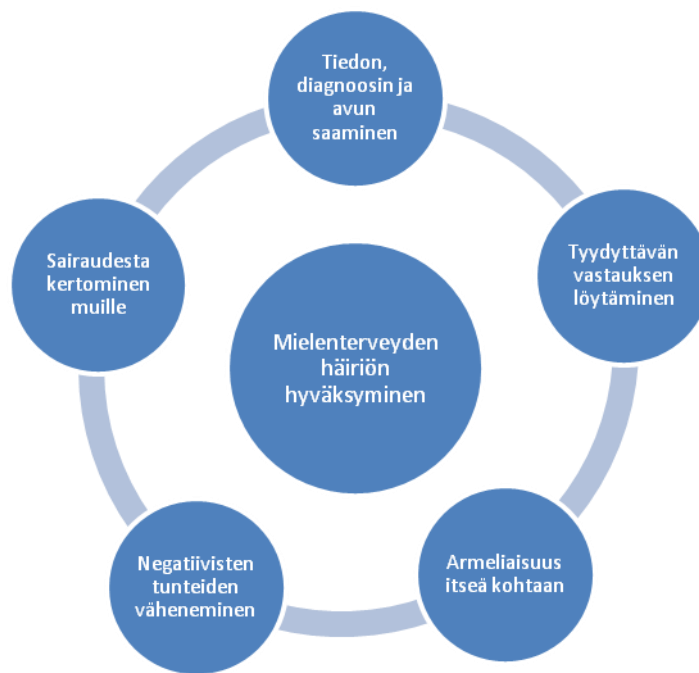 Tiedon,
diagnoosin ja
avun
saaminen
Tyydyttävän
vastauksen
löytäminen
Armeliaisuus
itseä kohtaan
Negatiivisten
tunteiden
väheneminen
Sairaudesta
kertominen
muille
Mielenterveyden
häiriön
hyväksyminen